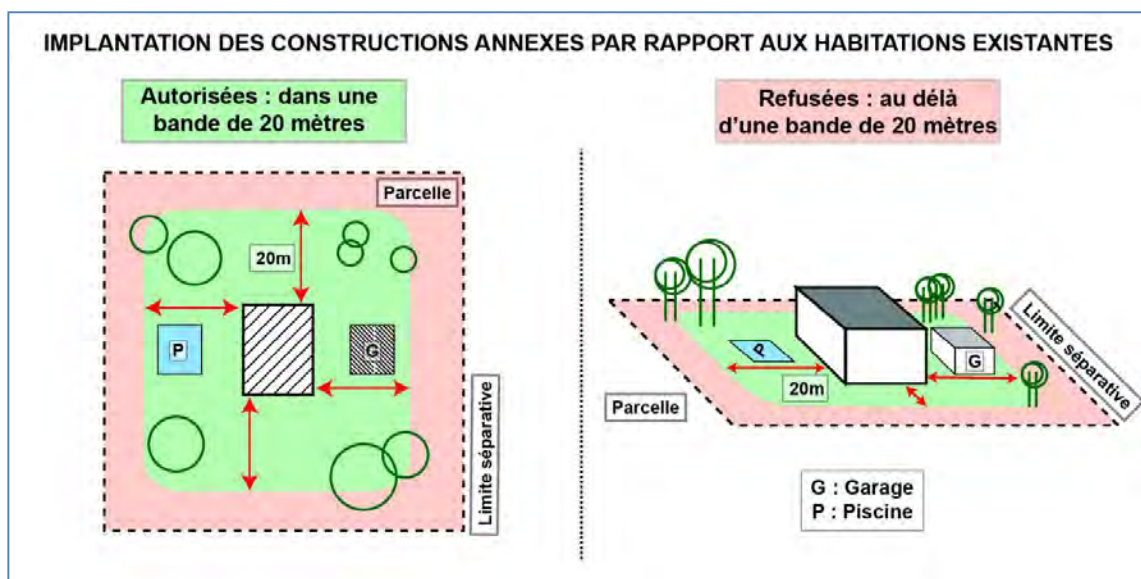 IMPLANTATION DES CONSTRUCTIONS ANNEXES PAR RAPPORT AUX HABITATIONS EXISTANTES
Autorisées : dans une
bande de 20 mètres
Parcelle
20m
P
G
Limite séparative
Refusées : au délà
d'une bande de 20 mètres
P
G
20m
Parcelle
Limite séparative
G : Garage
P : Piscine